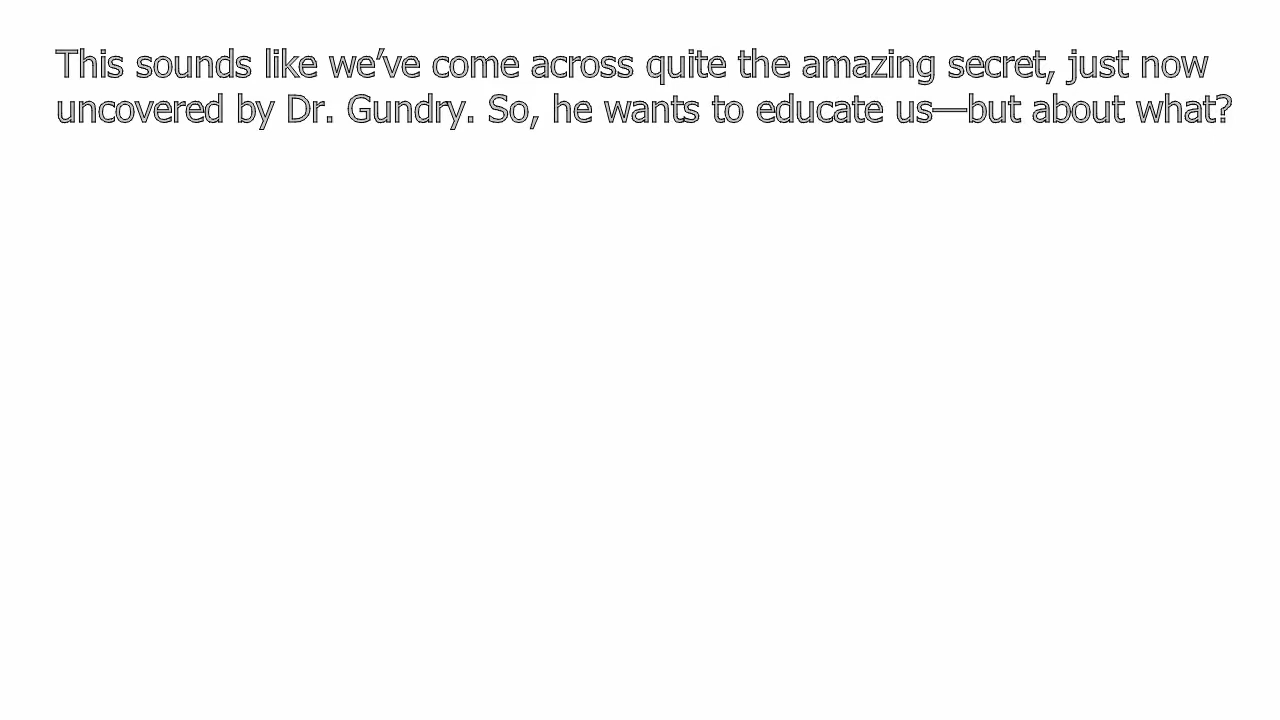 This sounds like we’ve come across quite the amazing secret, just now
uncovered by Dr. Gundry. So, he wants to educate us—but about what?